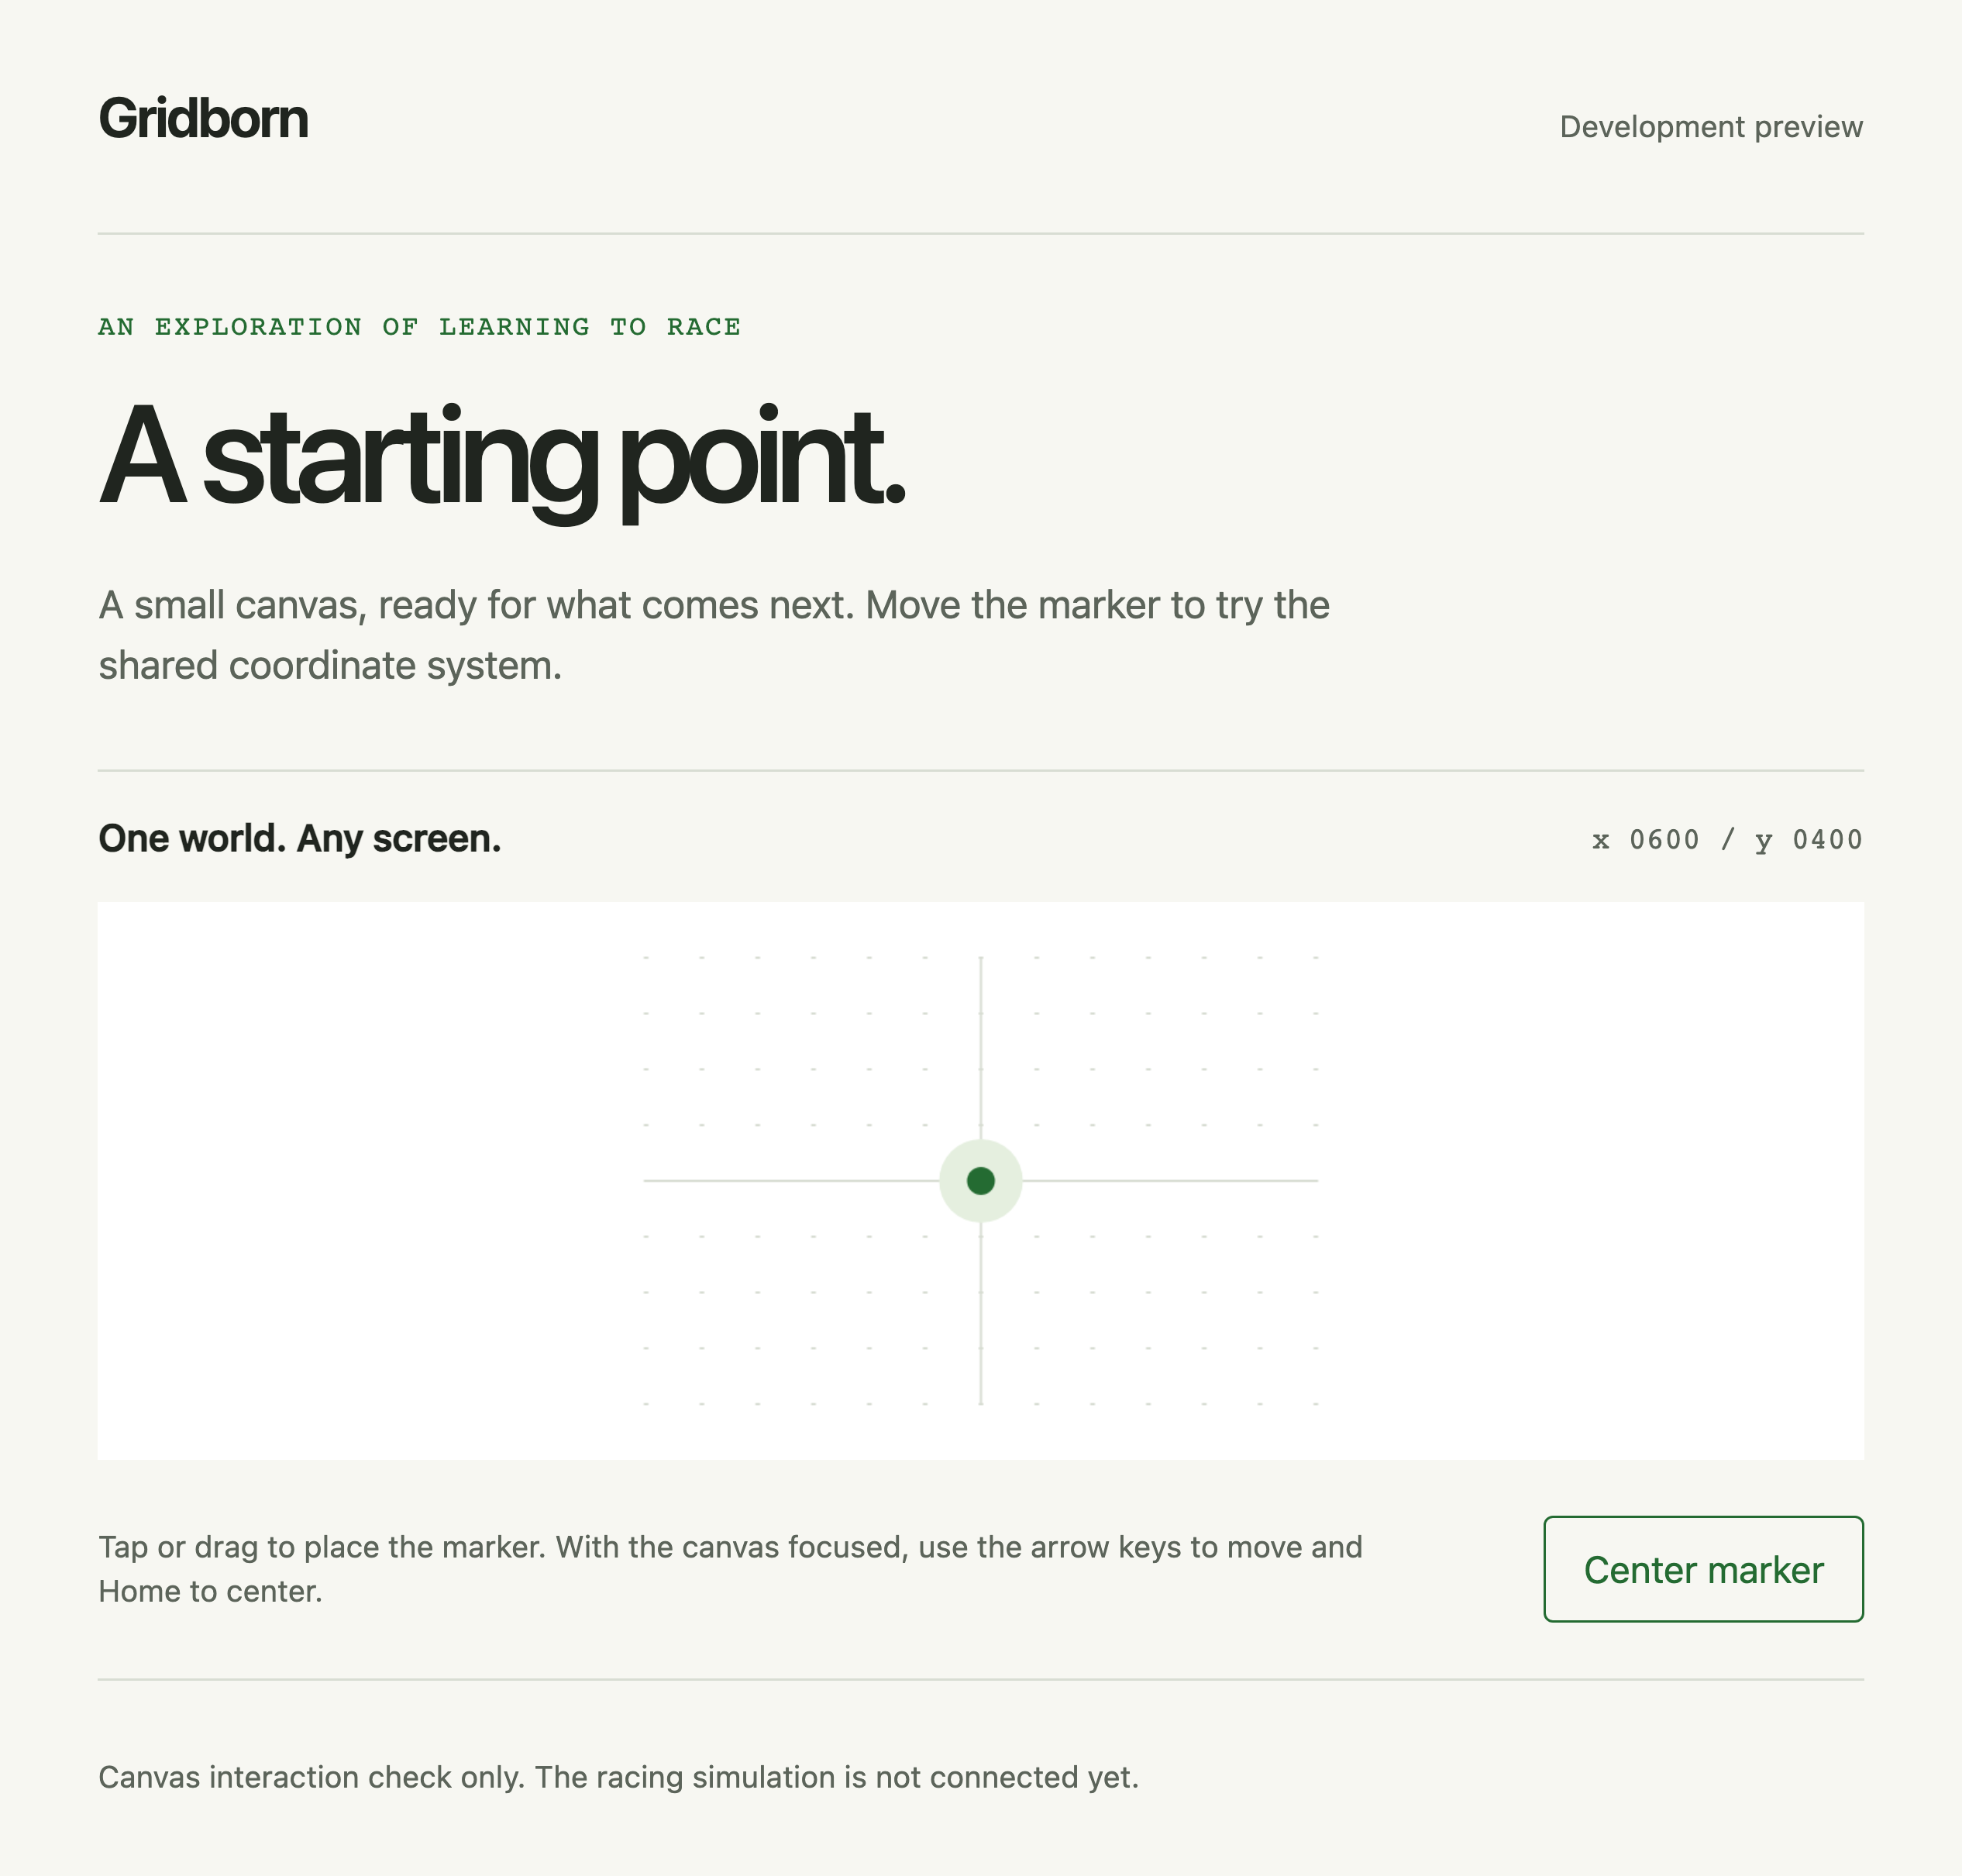 Gridborn
Development preview
AN EXPLORATION OF LEARNING TO RACE
A starting point.
A small canvas, ready for what comes next. Move the marker to try the
shared coordinate system.
One world. Any screen.
x 0600 / y 0400
Tap or drag to place the marker. With the canvas focused, use the arrow keys to move and
Home to center.
Center marker
Canvas interaction check only. The racing simulation is not connected yet.